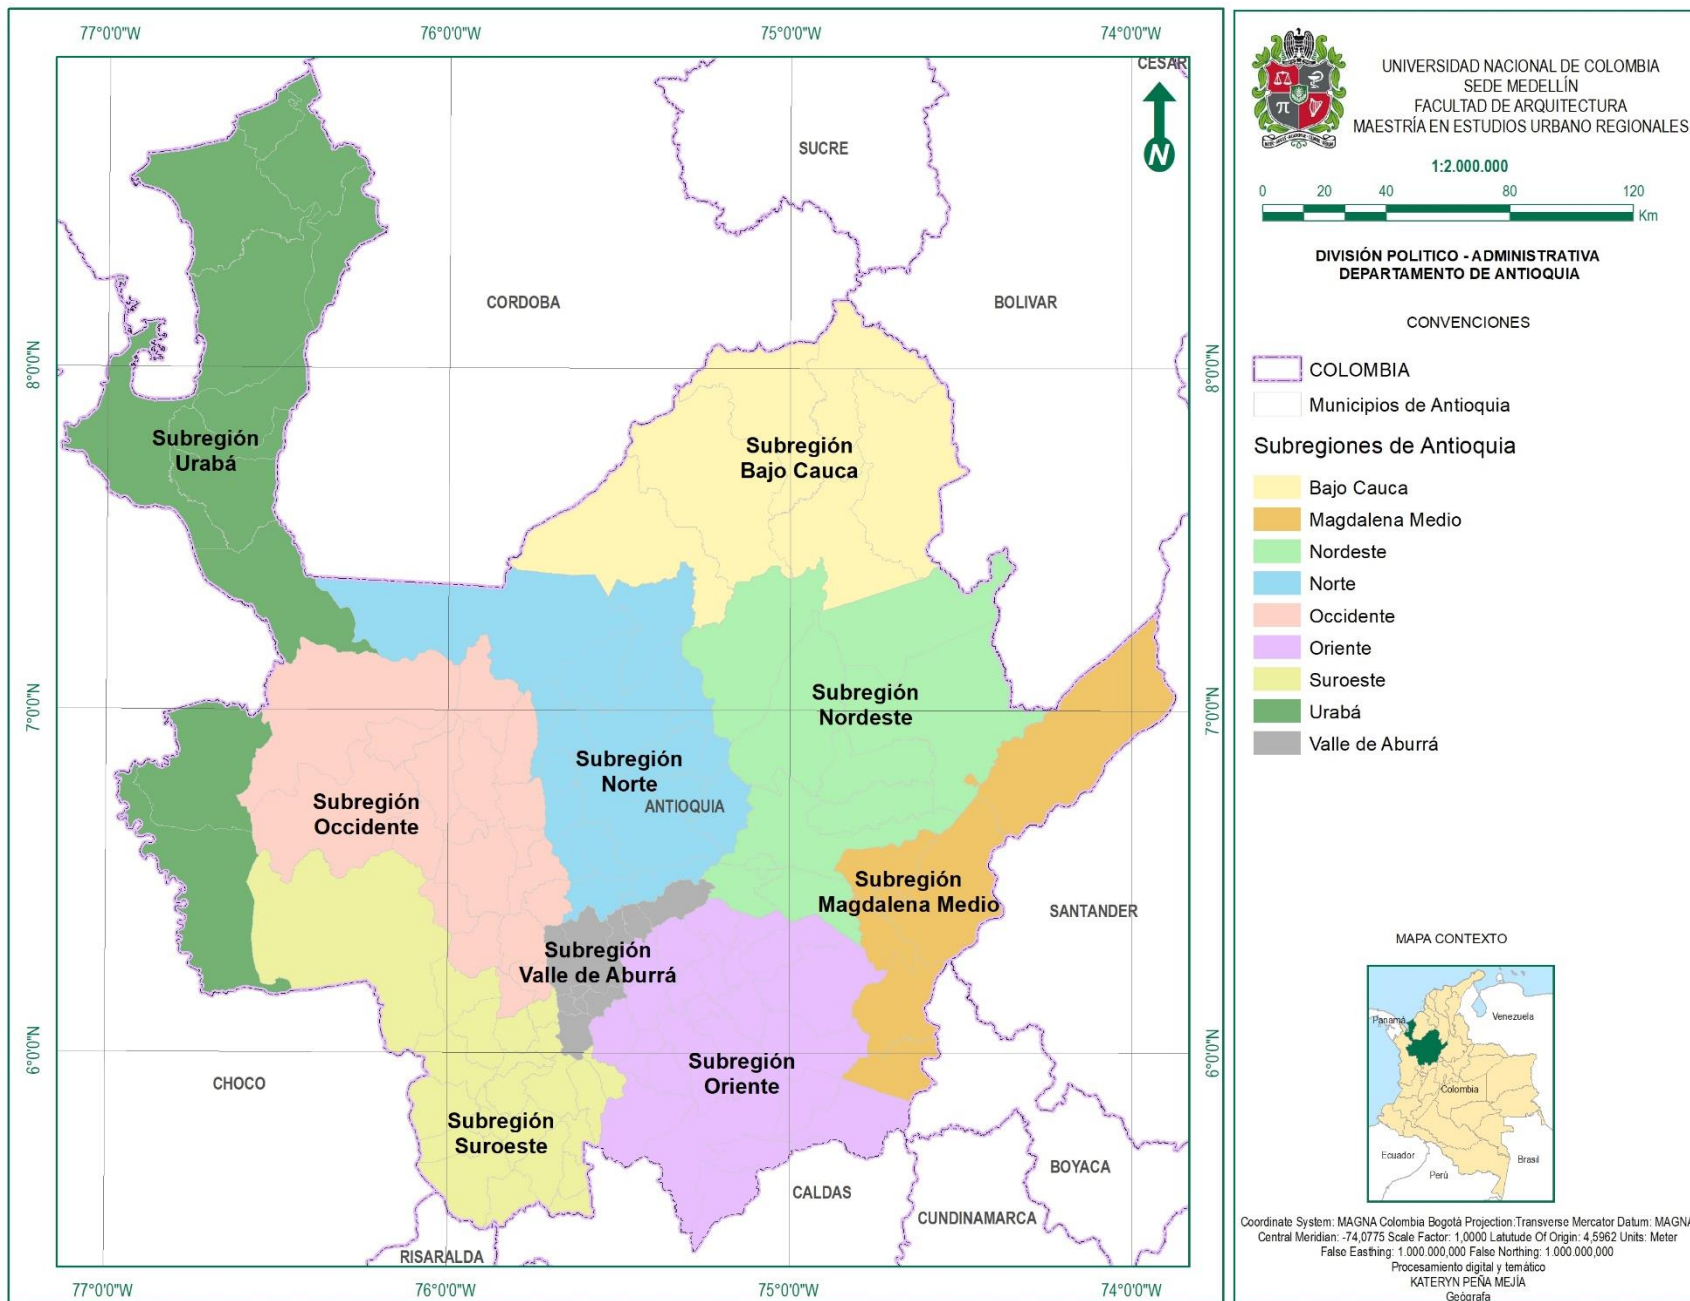 77°0'0"W
76°0'0"W
75°0'0"W
74°0'0"W
CESAR
N
SUCRE
CORDOBA
BOLIVAR
8°0'0"N
8°0'0"N
Subregión
Urabá
Subregión
Bajo Cauca
7°0'0"N
7°0'0"N
Subregión
Nordeste
Subregión
Norte
ANTIOQUIA
Subregión
Occidente
Subregión
Magdalena Medio
SANTANDER
Subregión
Valle de Aburrá
6°0'0"N
6°0'0"N
Subregión
Oriente
CHOCO
Subregión
Suroeste
BOYACA
CALDAS
CUNDINAMARCA
RISARALDA
77°0'0"W
76°0'0"W
75°0'0"W
74°0'0"W
UNIVERSIDAD NACIONAL DE COLOMBIA
SEDE MEDELLÍN
FACULTAD DE ARQUITECTURA
MAESTRÍA EN ESTUDIOS URBANO REGIONALES
1:2.000.000
0 20 40 80 120
Km
DIVISIÓN POLITICO - ADMINISTRATIVA
DEPARTAMENTO DE ANTIOQUIA
CONVENCIONES
COLOMBIA
Municipios de Antioquia
Subregiones de Antioquia
Bajo Cauca
Magdalena Medio
Nordeste
Norte
Occidente
Oriente
Suroeste
Urabá
Valle de Aburrá
MAPA CONTEXTO
Panamá
Venezuela
Colombia
Ecuador
Perú
Brasil
Coordinate System: MAGNA Colombia Bogotá Projection:Transverse Mercator Datum: MAGNA
Central Meridian: -74,0775 Scale Factor: 1,0000 Latutude Of Origin: 4,5962 Units: Meter
False Easthing: 1.000.000,000 False Northing: 1.000.000,000
Procesamiento digital y temático
KATERYN PEÑA MEJÍA
Geógrafa